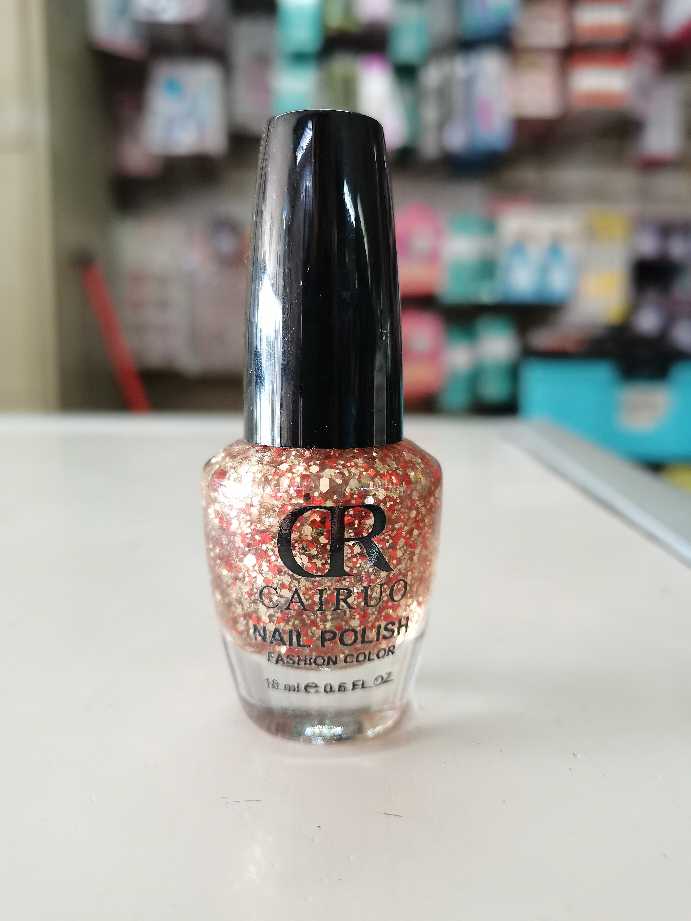 CR
CAIRUO
NAIL POLISH
FASHION COLOR
18 ml e 0.6 FL OZ